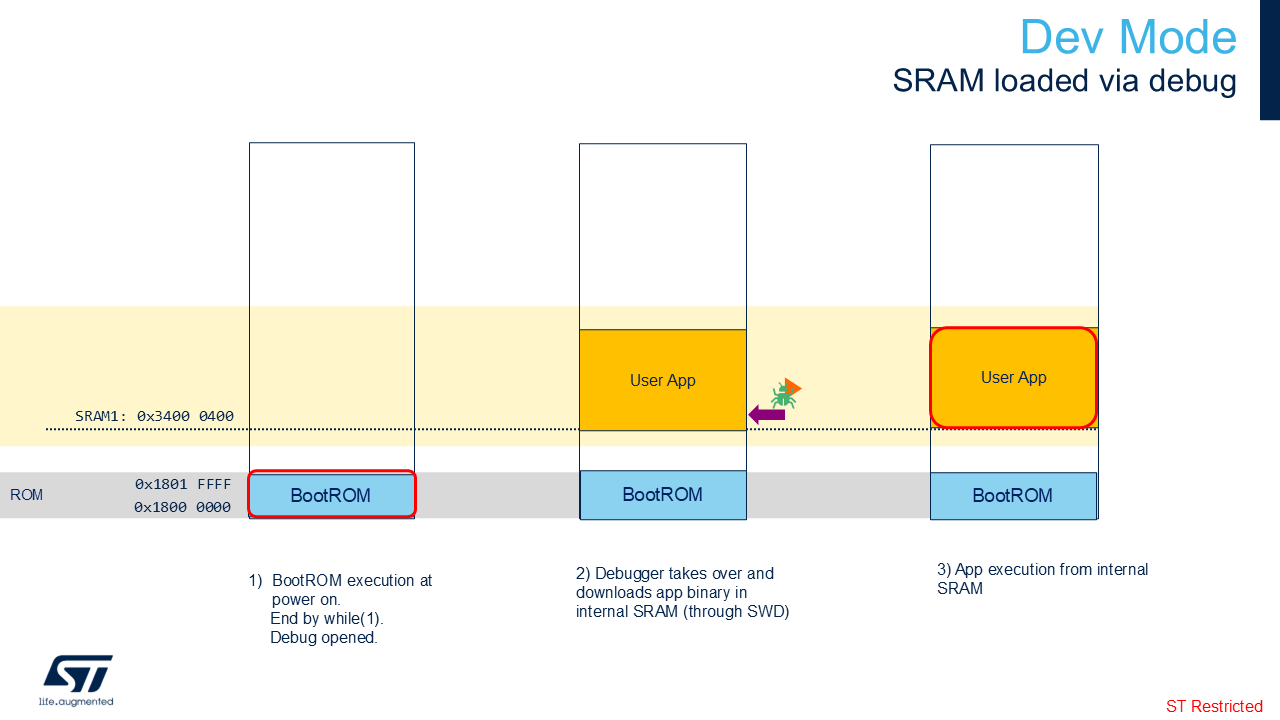 Dev Mode
SRAM loaded via debug
User App
User App
SRAM1: 0x3400 0400
ROM
0x1801 FFFF
0x1800 0000
BootROM
BootROM
BootROM
1) BootROM execution at
power on.
End by while(1).
Debug opened.
2) Debugger takes over and
downloads app binary in
internal SRAM (through SWD)
3) App execution from internal
SRAM
ST
life.augmented
ST Restricted